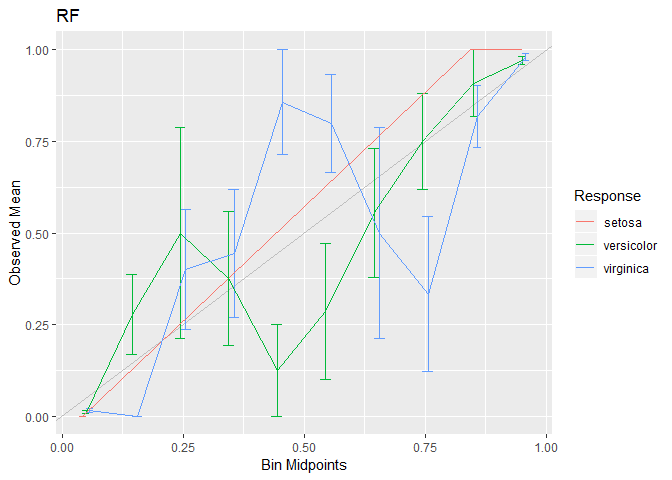 RF
1.00
0.75
0.50
0.25
0.00
Observed Mean
0.00 0.25 0.50 0.75 1.00
Bin Midpoints
Response
setosa
versicolor
virginica